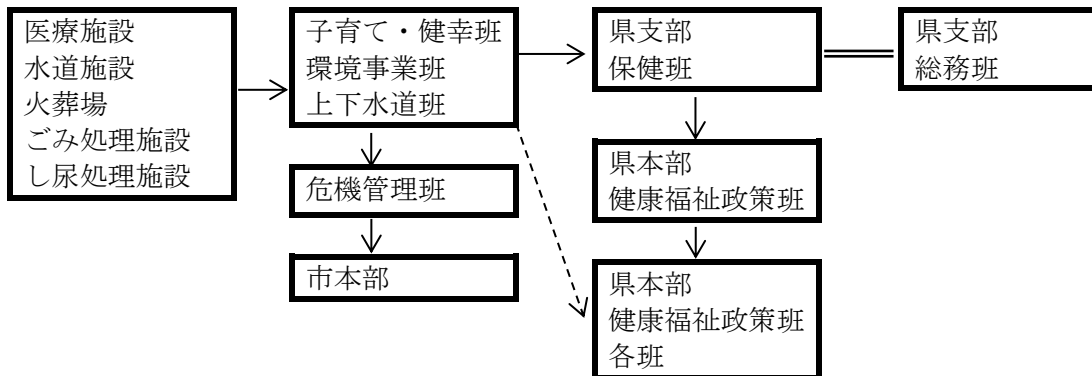 医療施設
水道施設
火葬場
ごみ処理施設
し尿処理施設
子育て・健幸班
環境事業班
上下水道班
危機管理班
市本部
県支部
保健班
県本部
健康福祉政策班
県本部
健康福祉政策班
各班
県支部
総務班